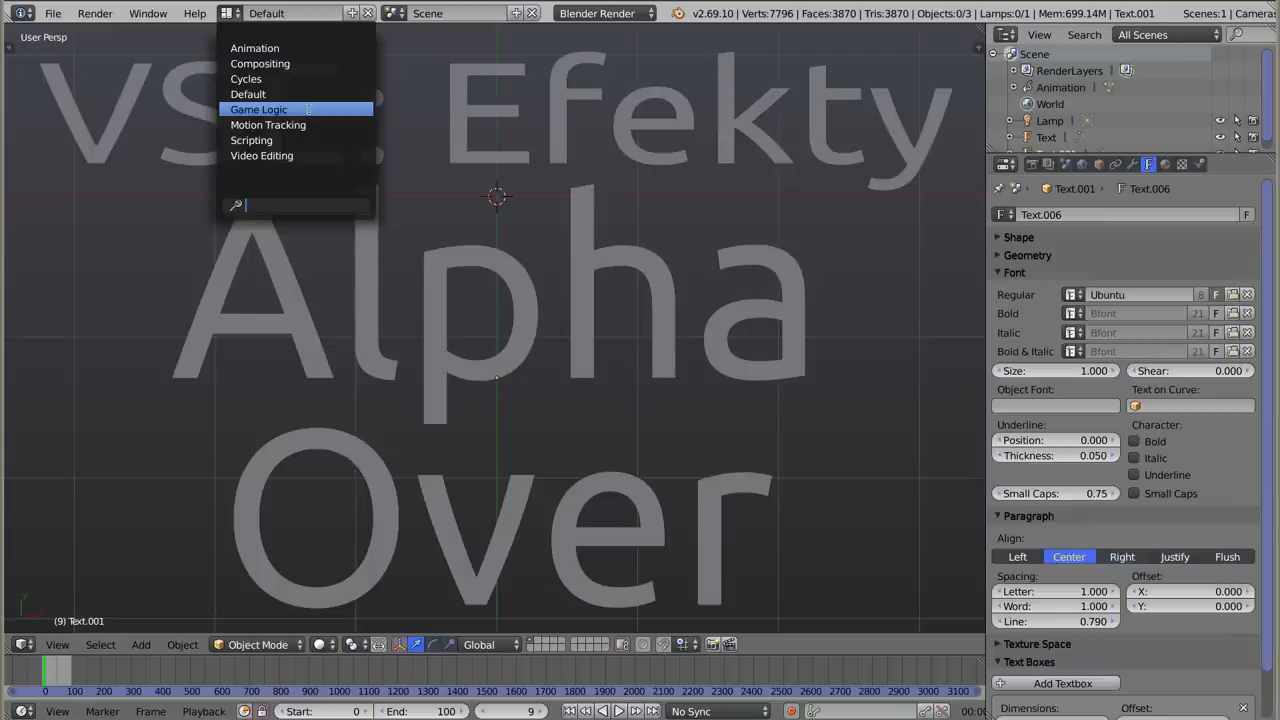 File Render Window Help Default Scene Blender Render v2.69.10 | Verts:7796 | Faces:3870 | Tris:3870 | Objects:0/3 | Lamps:0/1 | Mem:699.14M | Text.001 Scenes:1 | Cameras
User Persp
VSE Efekty
Alpha
Over
Animation
Compositing
Cycles
Default
Game Logic
Motion Tracking
Scripting
Video Editing
View Search All Scenes
Scene
RenderLayers
Animation
World
Lamp
Text
Text.001 Text.006
F Text.006 F
Shape
Geometry
Font
Regular Ubuntu 8 F
Bold Bfont 21 F
Italic Bfont 21 F
Bold & Italic Bfont 21 F
Size: 1.000 Shear: 0.000
Object Font: Text on Curve:
Underline: Character:
Position: 0.000 Bold
Thickness: 0.050 Italic
Underline
Small Caps: 0.75 Small Caps
Paragraph
Align:
Left Center Right Justify Flush
Spacing: Offset:
Letter: 1.000 X: 0.000
Word: 1.000 Y: 0.000
Line: 0.790
Texture Space
Text Boxes
Add Textbox
Dimensions: Offset:
(9) Text.001
View Select Add Object Object Mode Global
0 100 200 300 400 500 600 700 800 900 1000 1100 1200 1300 1400 1500 1600 1700 1800 1900 2000 2100 2200 2300 2400 2500 2600 2700 2800 2900 3000 3100
View Marker Frame Playback Start: 0 End: 100 9 No Sync 00:0